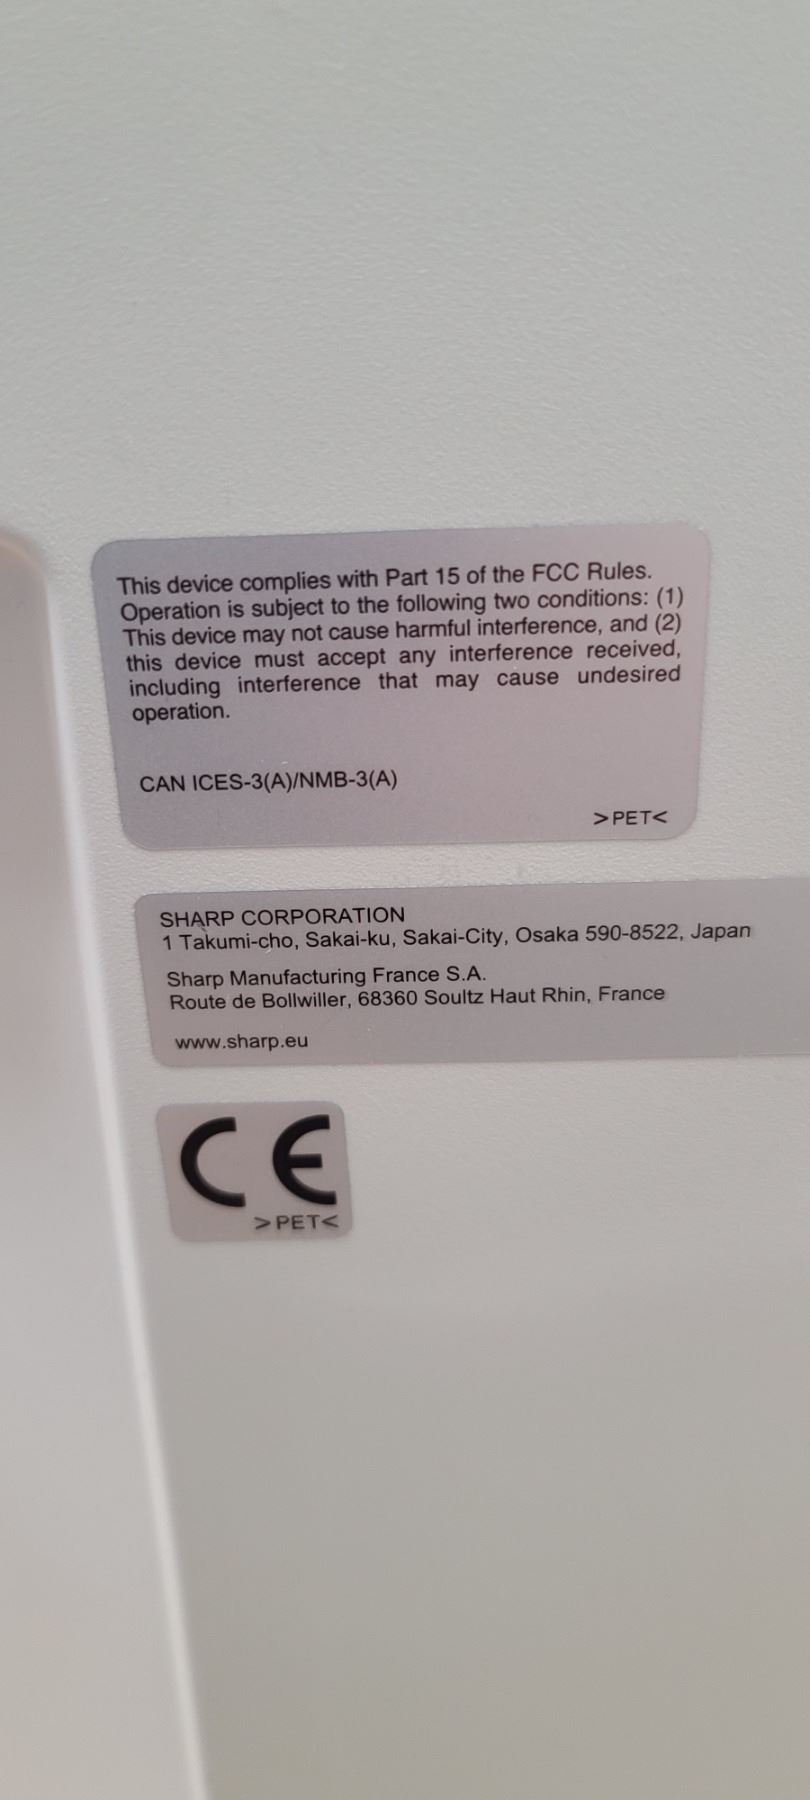 This device complies with Part 15 of the FCC Rules.
Operation is subject to the following two conditions: (1)
This device may not cause harmful interference, and (2)
this device must accept any interference received,
including interference that may cause undesired
operation.
CAN ICES-3(A)/NMB-3(A)
>PET<
SHARP CORPORATION
1 Takumi-cho, Sakai-ku, Sakai-City, Osaka 590-8522, Japan
Sharp Manufacturing France S.A.
Route de Bollwiller, 68360 Soultz Haut Rhin, France
www.sharp.eu
CE
>PET<